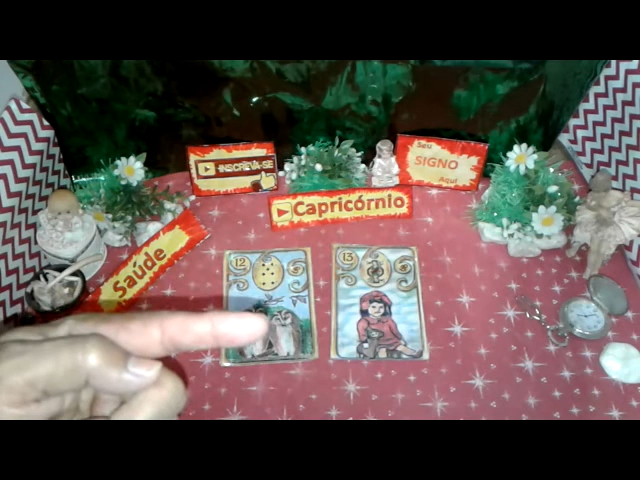 INSCREVA-SE
Seu
SIGNO
Aqui
Capricórnio
Saúde
12
13